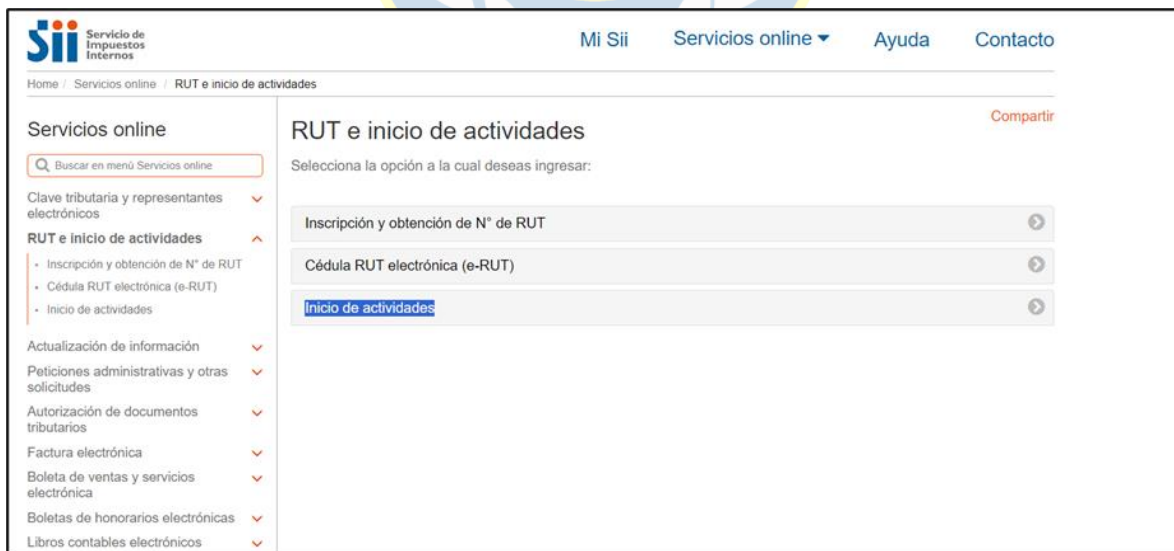 sii Servicio de
Impuestos
Internos
Mi Sii Servicios online Ayuda Contacto
Home / Servicios online / RUT e inicio de actividades
Servicios online
Buscar en menú Servicios online
Clave tributaria y representantes
electrónicos
RUT e inicio de actividades
Inscripción y obtención de N° de RUT
Cédula RUT electrónica (e-RUT)
Inicio de actividades
Actualización de información
Peticiones administrativas y otras
solicitudes
Autorización de documentos
tributarios
Factura electrónica
Boleta de ventas y servicios
electrónica
Boletas de honorarios electrónicas
Libros contables electrónicos
Compartir
RUT e inicio de actividades
Selecciona la opción a la cual deseas ingresar:
Inscripción y obtención de N° de RUT
Cédula RUT electrónica (e-RUT)
Inicio de actividades